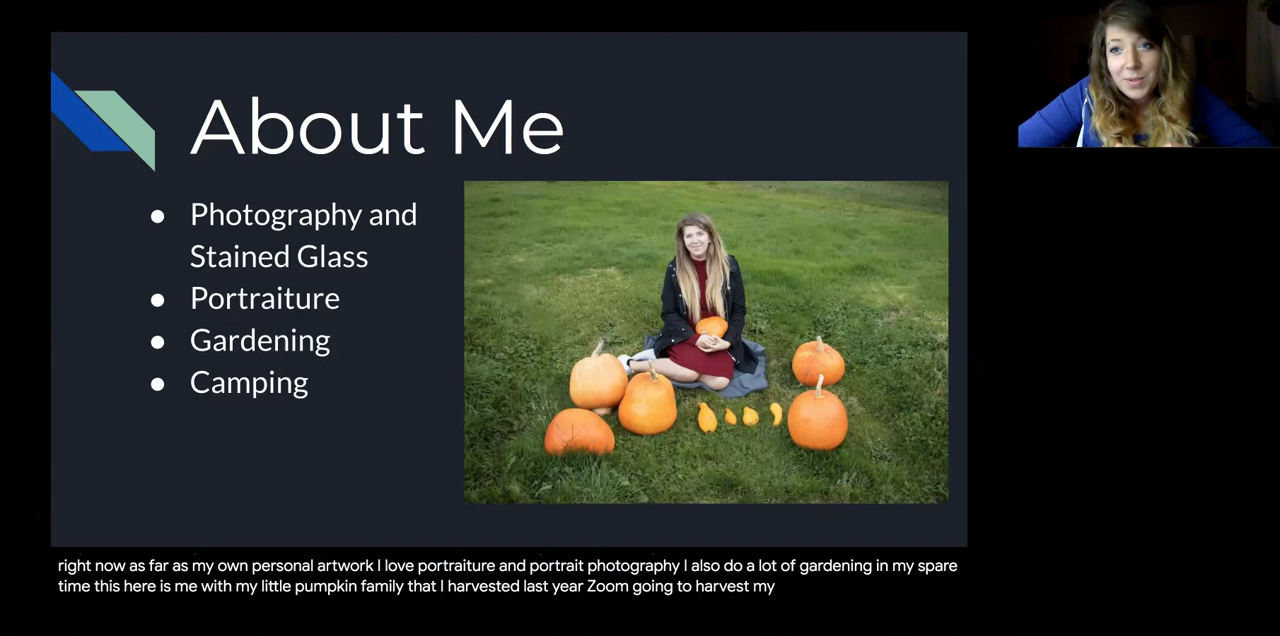 About Me
● Photography and
Stained Glass
● Portraiture
● Gardening
● Camping
right now as far as my own personal artwork I love portraiture and portrait photography I also do a lot of gardening in my spare
time this here is me with my little pumpkin family that I harvested last year Zoom going to harvest my